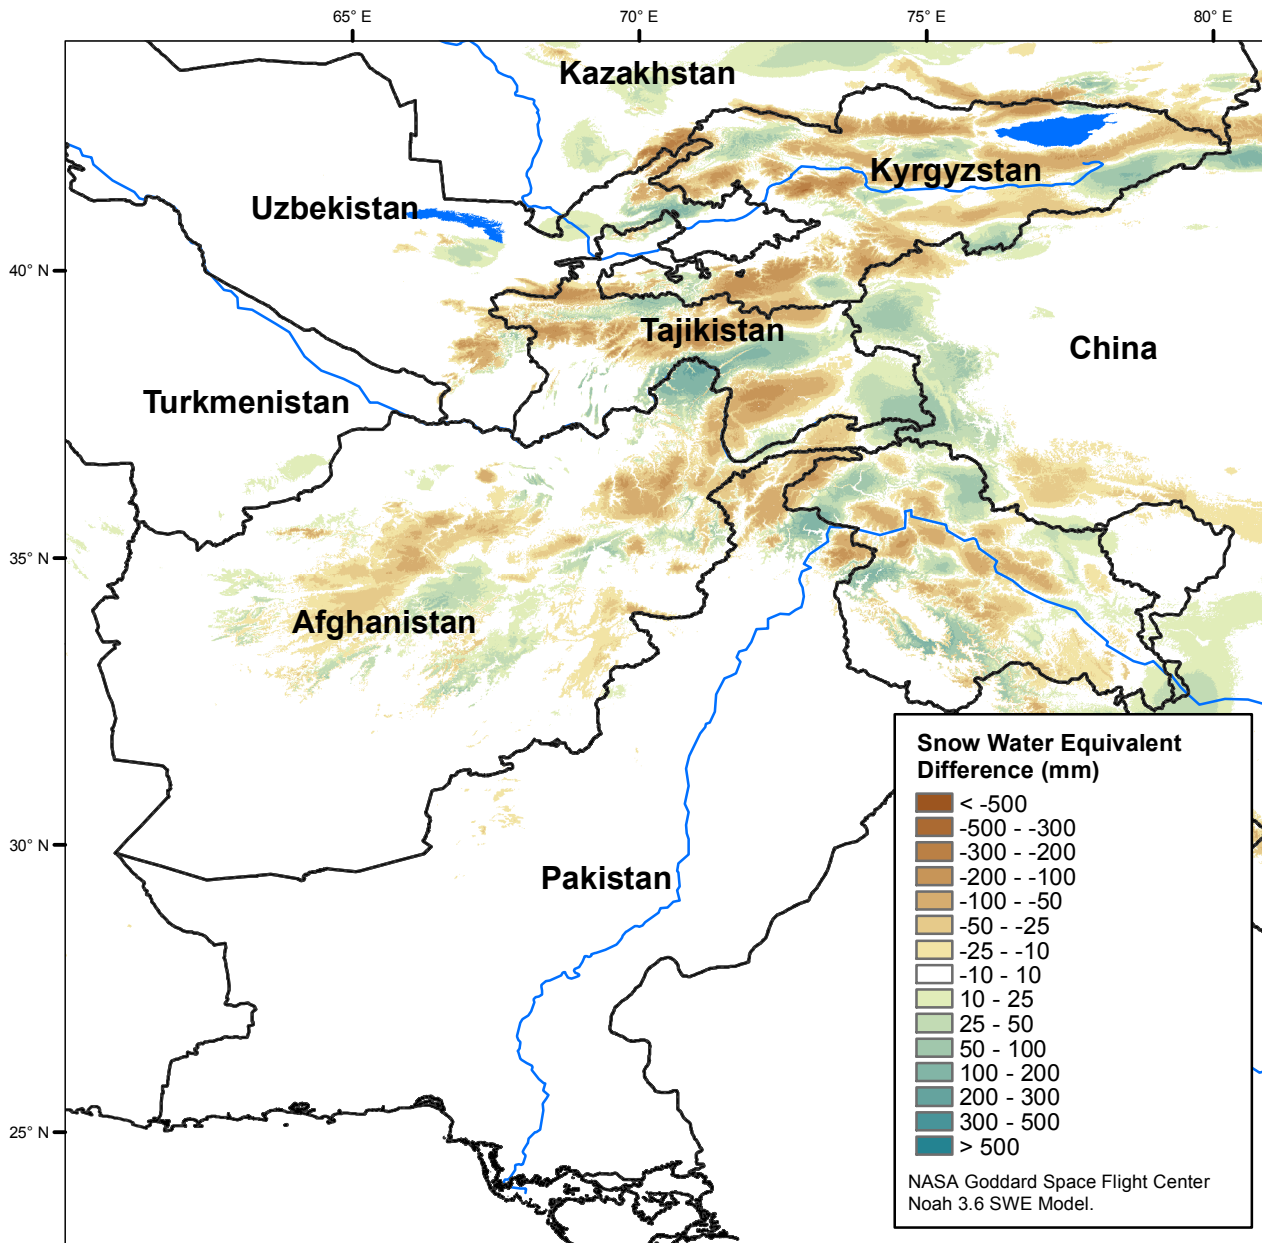 65° E
70° E
75° E
80° E
Kazakhstan
Kyrgyzstan
Uzbekistan
40° N
Tajikistan
China
Turkmenistan
35° N
Afghanistan
Snow Water Equivalent
Difference (mm)
< -500
-500 - -300
-300 - -200
-200 - -100
-100 - -50
-50 - -25
-25 - -10
-10 - 10
10 - 25
25 - 50
50 - 100
100 - 200
200 - 300
300 - 500
> 500
NASA Goddard Space Flight Center
Noah 3.6 SWE Model.
30° N
Pakistan
25° N